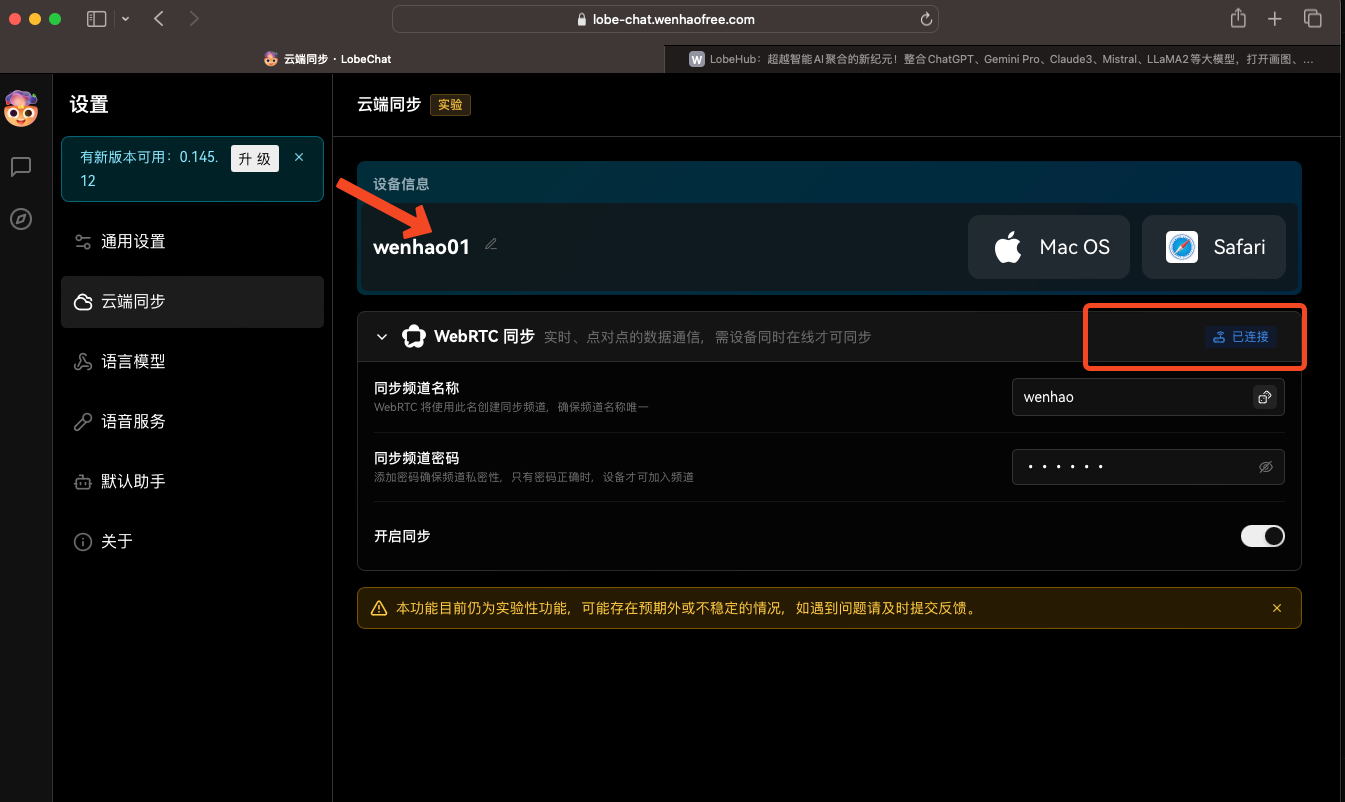 lobe-chat.wenhaofree.com
云端同步 · LobeChat
W LobeHub：超越智能AI聚合的新纪元！整合ChatGPT、Gemini Pro、Claude3、Mistral、LLaMA2等大模型，打开画图、...
设置
有新版本可用：0.145.
12
升 级
通用设置
云端同步
语言模型
语音服务
默认助手
关于
云端同步 实验
设备信息
wenhao01
Mac OS
Safari
WebRTC 同步 实时、点对点的数据通信，需设备同时在线才可同步
已连接
同步频道名称
WebRTC 将使用此名创建同步频道，确保频道名称唯一
wenhao
同步频道密码
添加密码确保频道私密性，只有密码正确时，设备才可加入频道
开启同步
本功能目前仍为实验性功能，可能存在预期外或不稳定的情况，如遇到问题请及时提交反馈。